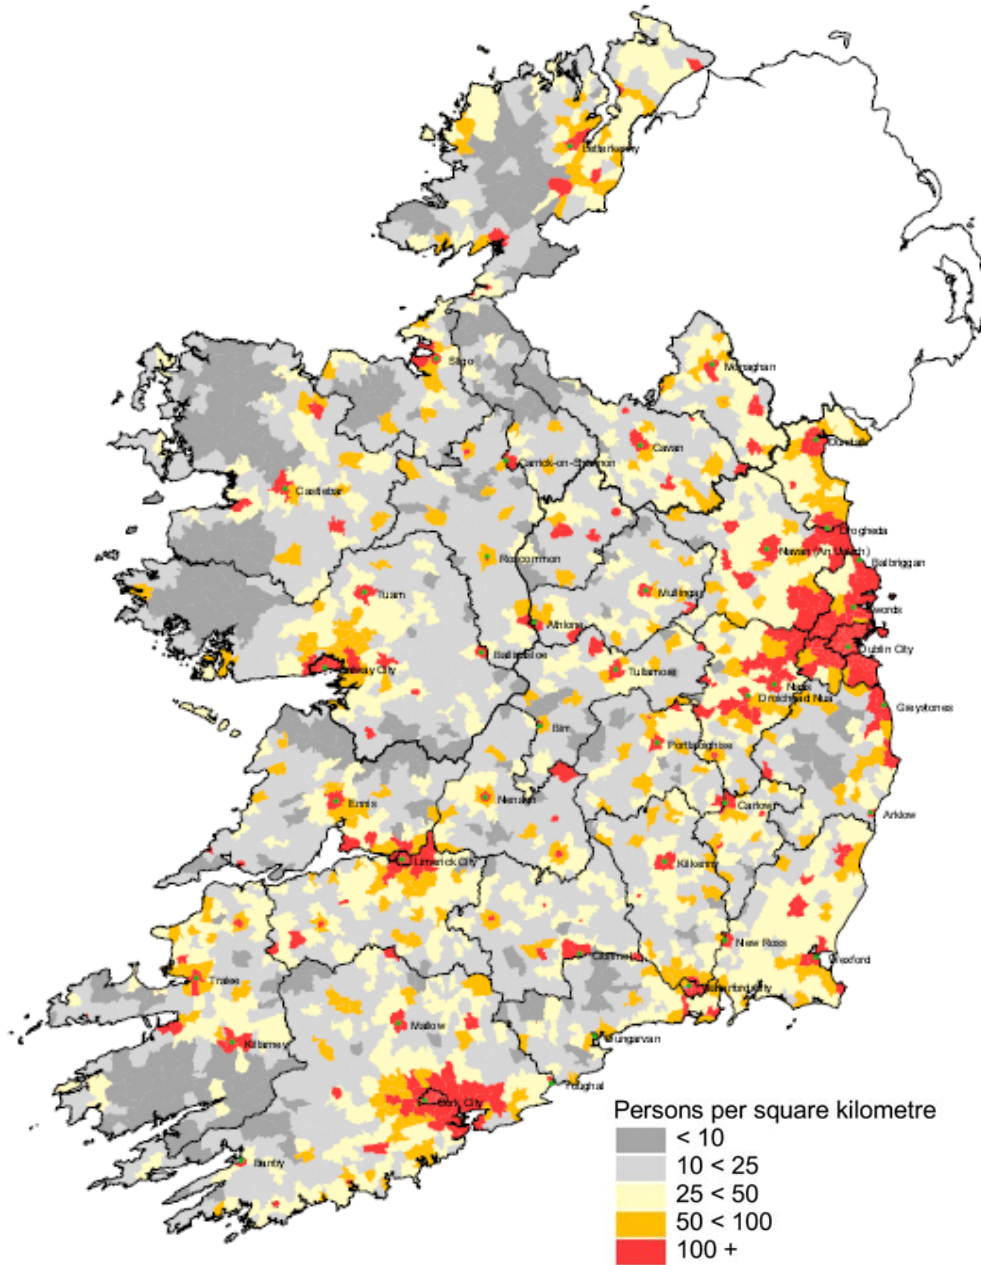 Letterkenny
Sligo
Monaghan
Dundalk
Cavan
Carrick-on-Shannon
Castlebar
Drogheda
Navan (An Uaimh)
Balbriggan
Roscommon
Tuam
Mullingar
Swords
Athlone
Dublin City
Ballinasloe
Galway City
Tullamore
Naas
Droichead Nua
Greystones
Birr
Portlaoighise
Ennis
Nenagh
Carlow
Arklow
Limerick City
Kilkenny
New Ross
Clonmel
Wexford
Tralee
Waterford City
Mallow
Killarney
Dungarvan
Youghal
Cork City
Bantry
Persons per square kilometre
< 10
10 < 25
25 < 50
50 < 100
100 +